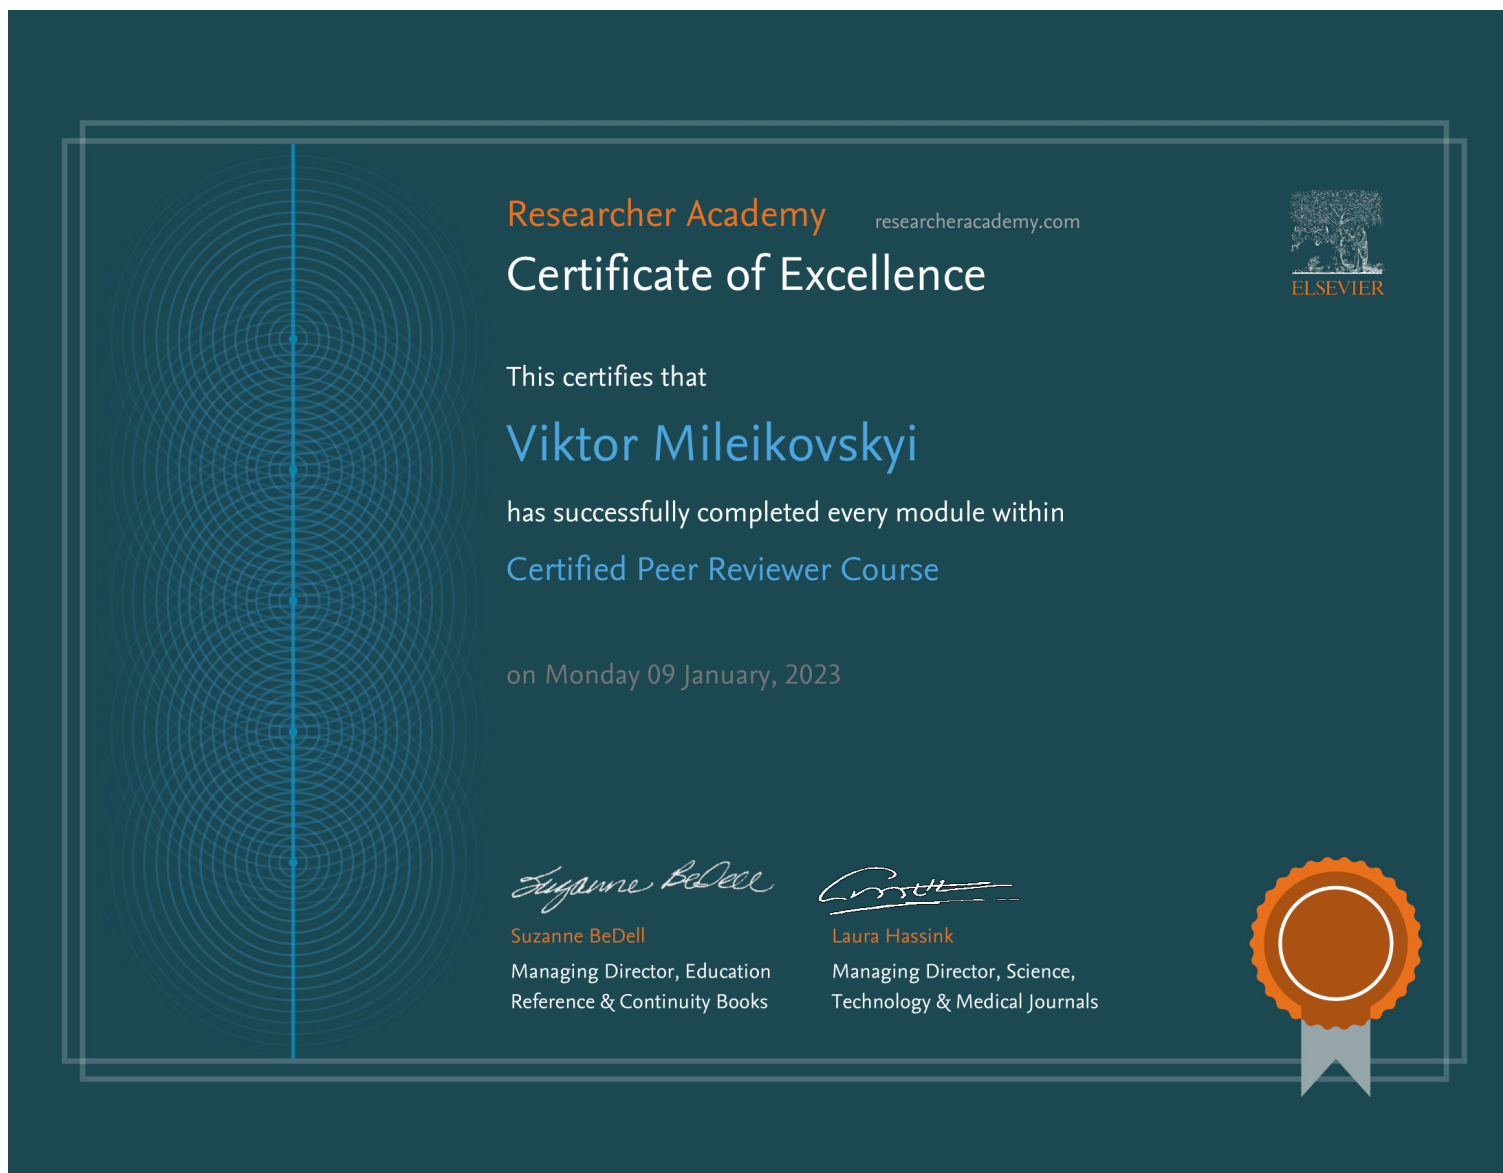 Researcher Academy researcheracademy.com
Certificate of Excellence
ELSEVIER
This certifies that
Viktor Mileikovskyi
has successfully completed every module within
Certified Peer Reviewer Course
on Monday 09 January, 2023
Suzanne BeDell
Suzanne BeDell
Managing Director, Education
Reference & Continuity Books
Laura Hassink
Managing Director, Science,
Technology & Medical Journals